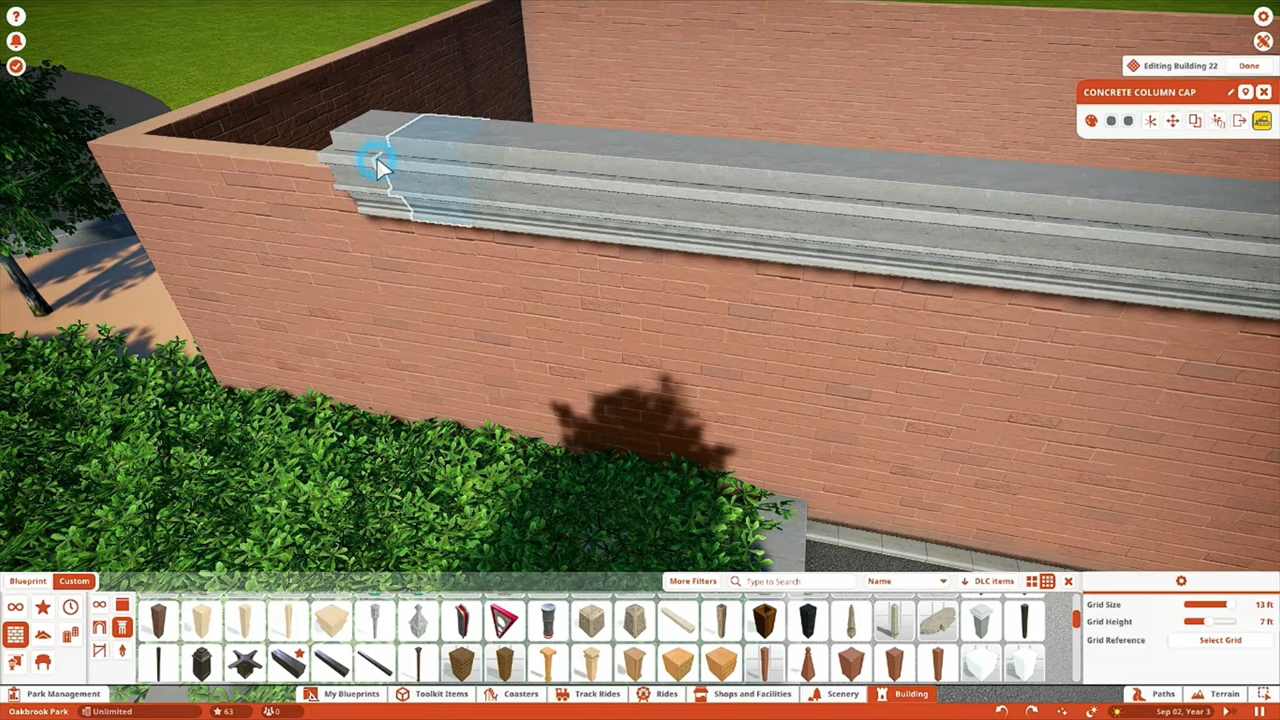 Editing Building 22 Done
CONCRETE COLUMN CAP
Blueprint Custom More Filters Type to Search Name DLC items
Grid Size 13 ft
Grid Height 7 ft
Grid Reference Select Grid
Park Management My Blueprints Toolkit Items Coasters Track Rides Rides Shops and Facilities Scenery Building Paths Terrain
Oakbrook Park Unlimited 63 0 Sep 02, Year 3